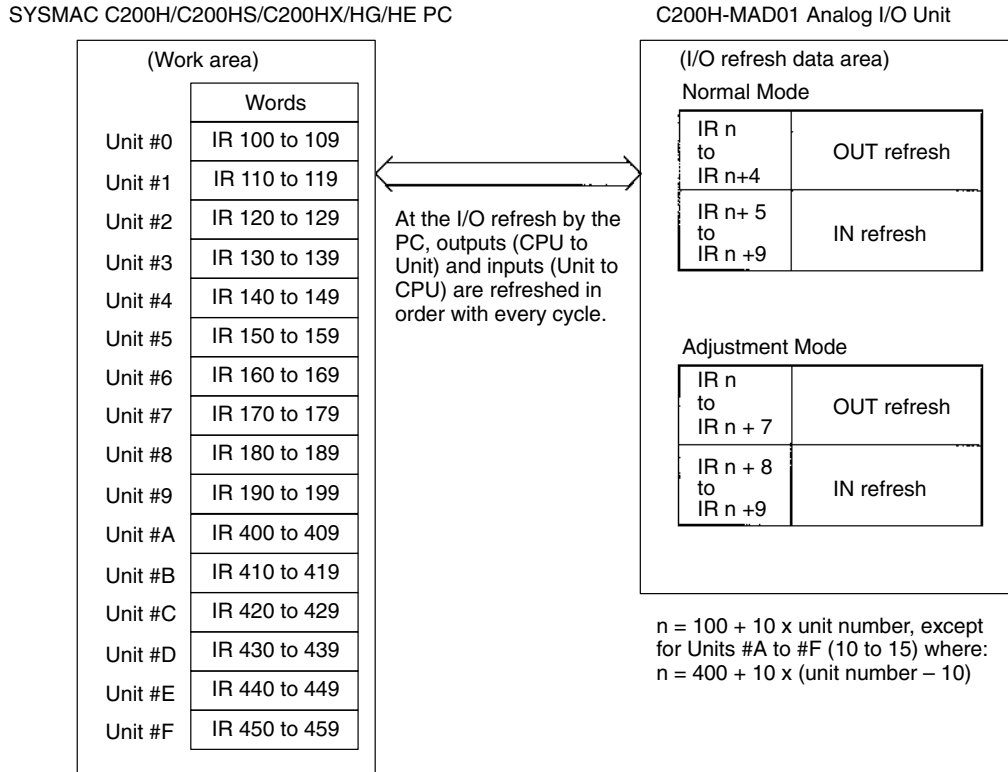 SYSMAC C200H/C200HS/C200HX/HG/HE PC
(Work area)
Words
Unit #0 IR 100 to 109
Unit #1 IR 110 to 119
Unit #2 IR 120 to 129
Unit #3 IR 130 to 139
Unit #4 IR 140 to 149
Unit #5 IR 150 to 159
Unit #6 IR 160 to 169
Unit #7 IR 170 to 179
Unit #8 IR 180 to 189
Unit #9 IR 190 to 199
Unit #A IR 400 to 409
Unit #B IR 410 to 419
Unit #C IR 420 to 429
Unit #D IR 430 to 439
Unit #E IR 440 to 449
Unit #F IR 450 to 459
At the I/O refresh by the
PC, outputs (CPU to
Unit) and inputs (Unit to
CPU) are refreshed in
order with every cycle.
C200H-MAD01 Analog I/O Unit
(I/O refresh data area)
Normal Mode
IR n
to
IR n+4
OUT refresh
IR n+ 5
to
IR n +9
IN refresh
Adjustment Mode
IR n
to
IR n + 7
OUT refresh
IR n + 8
to
IR n +9
IN refresh
n = 100 + 10 x unit number, except
for Units #A to #F (10 to 15) where:
n = 400 + 10 x (unit number – 10)